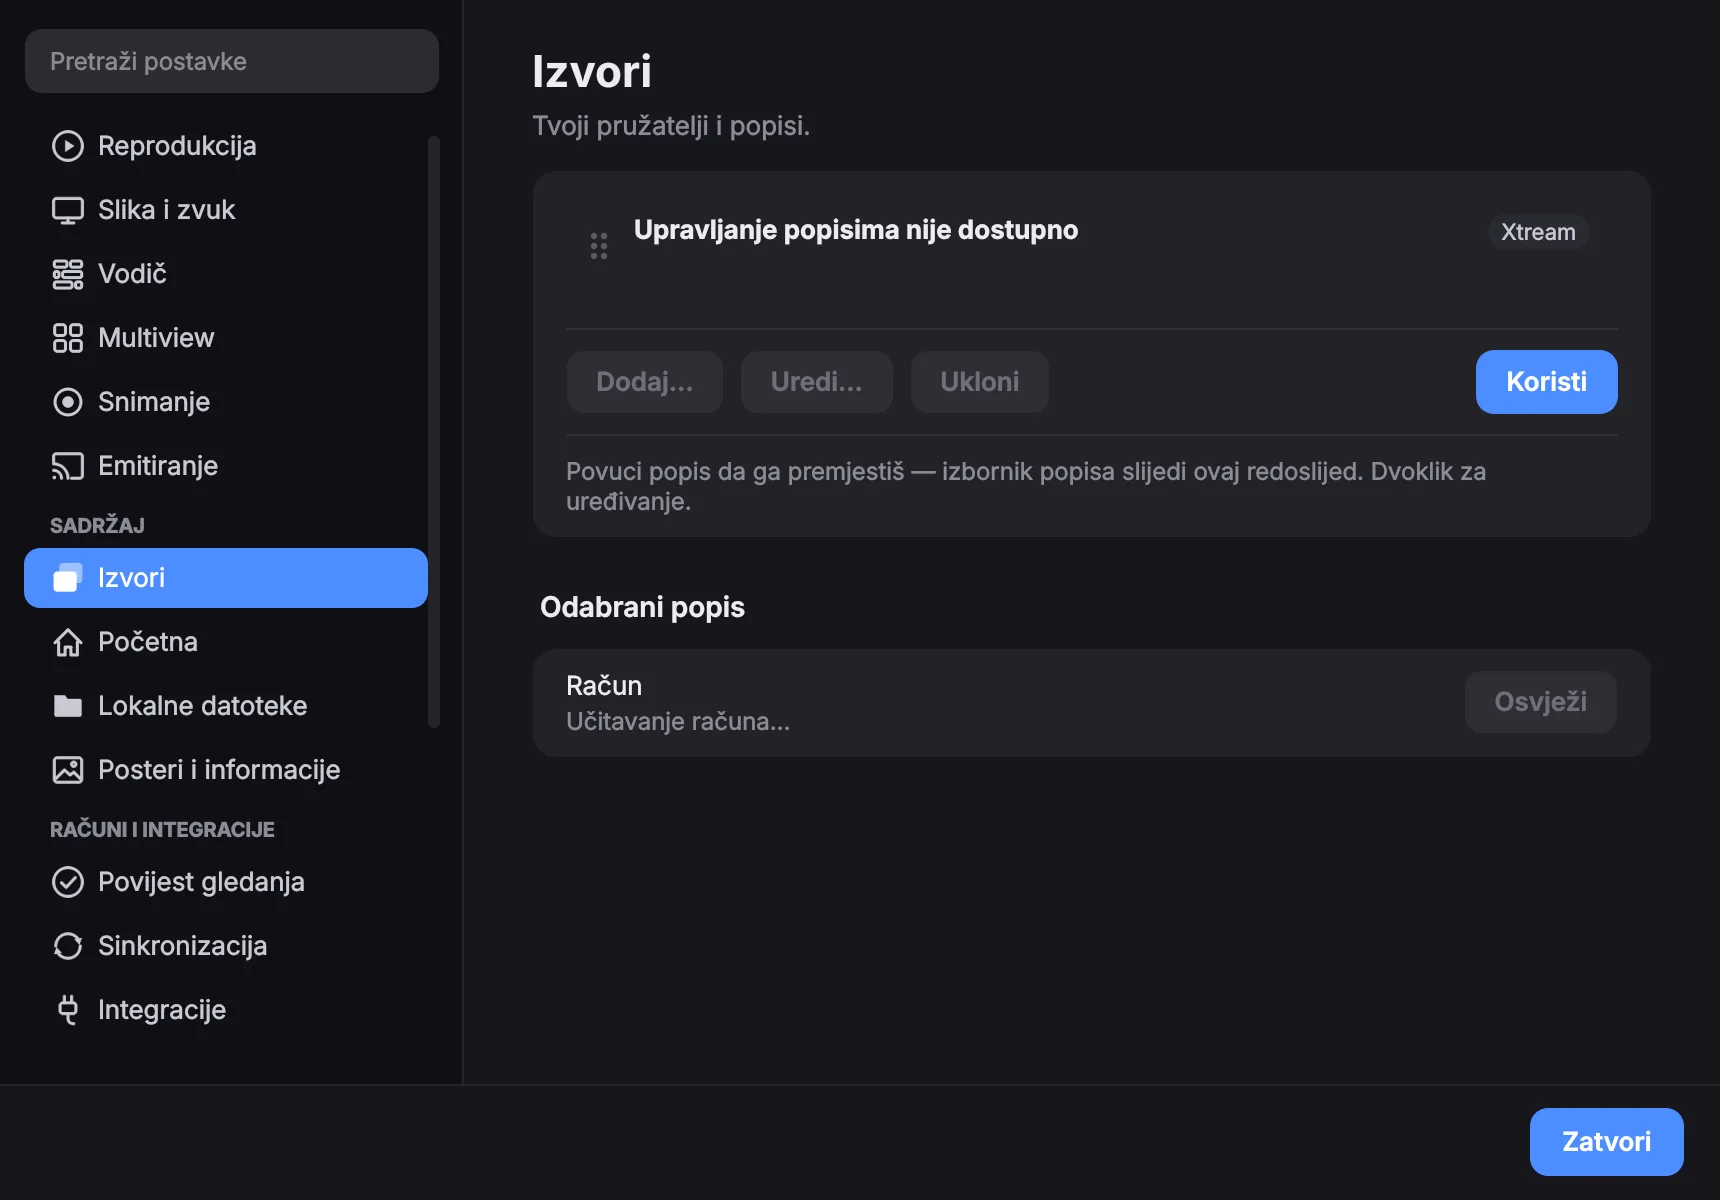 Pretraži postavke
Reprodukcija
Slika i zvuk
Vodič
Multiview
Snimanje
Emitiranje
SADRŽAJ
Izvori
Početna
Lokalne datoteke
Posteri i informacije
RAČUNI I INTEGRACIJE
Povijest gledanja
Sinkronizacija
Integracije
Izvori
Tvoji pružatelji i popisi.
Upravljanje popisima nije dostupno
Xtream
Dodaj...
Uredi...
Ukloni
Koristi
Povuci popis da ga premjestiš — izbornik popisa slijedi ovaj redoslijed. Dvoklik za
uređivanje.
Odabrani popis
Račun
Učitavanje računa...
Osvježi
Zatvori